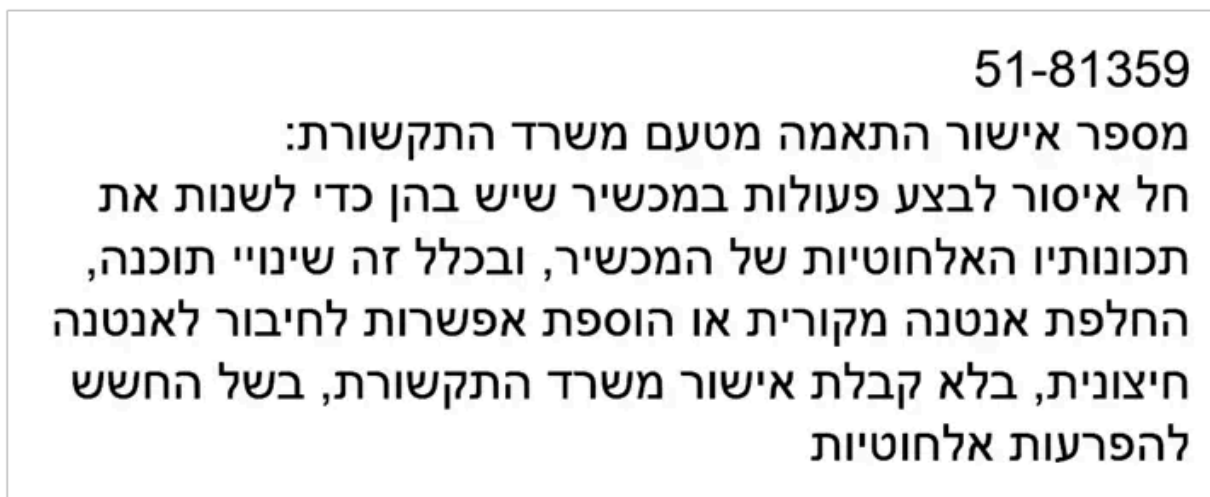 51-81359
מספר אישור התאמה מטעם משרד התקשורת:
חל איסור לבצע פעולות במכשיר שיש בהן כדי לשנות את
תכונותיו האלחוטיות של המכשיר, ובכלל זה שינויי תוכנה,
החלפת אנטנה מקורית או הוספת אפשרות לחיבור לאנטנה
חיצונית, בלא קבלת אישור משרד התקשורת, בשל החשש
להפרעות אלחוטיות